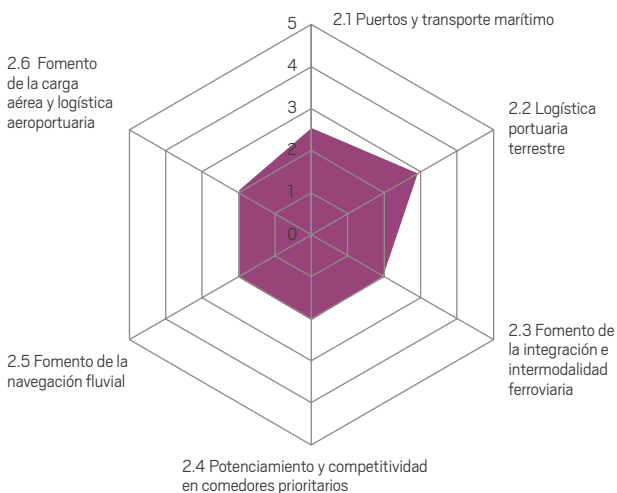 5
2.1 Puertos y transporte marítimo
4
3
2
1
0
2.2 Logística
portuaria
terrestre
2.3 Fomento de
la integración e
intermodalidad
ferroviaria
2.4 Potenciamiento y competitividad
en comedores prioritarios
2.5 Fomento de la
navegación fluvial
2.6 Fomento
de la carga
aérea y logística
aeroportuaria